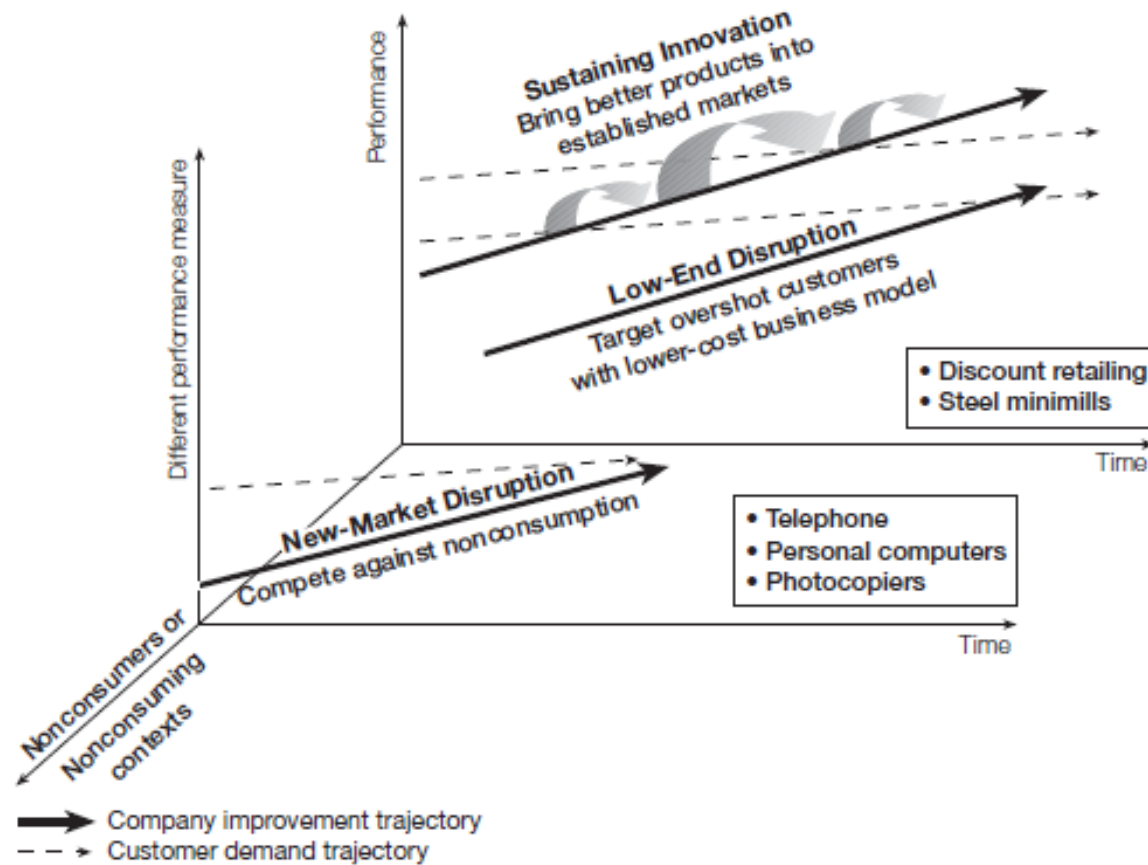 Performance
Sustaining Innovation
Bring better products into
established markets
Different performance measure
Low-End Disruption
Target overshot customers
with lower-cost business model
• Discount retailing
• Steel minimills
Time
New-Market Disruption
Compete against nonconsumption
• Telephone
• Personal computers
• Photocopiers
Time
Nonconsumers or
Nonconsuming
contexts
Company improvement trajectory
Customer demand trajectory